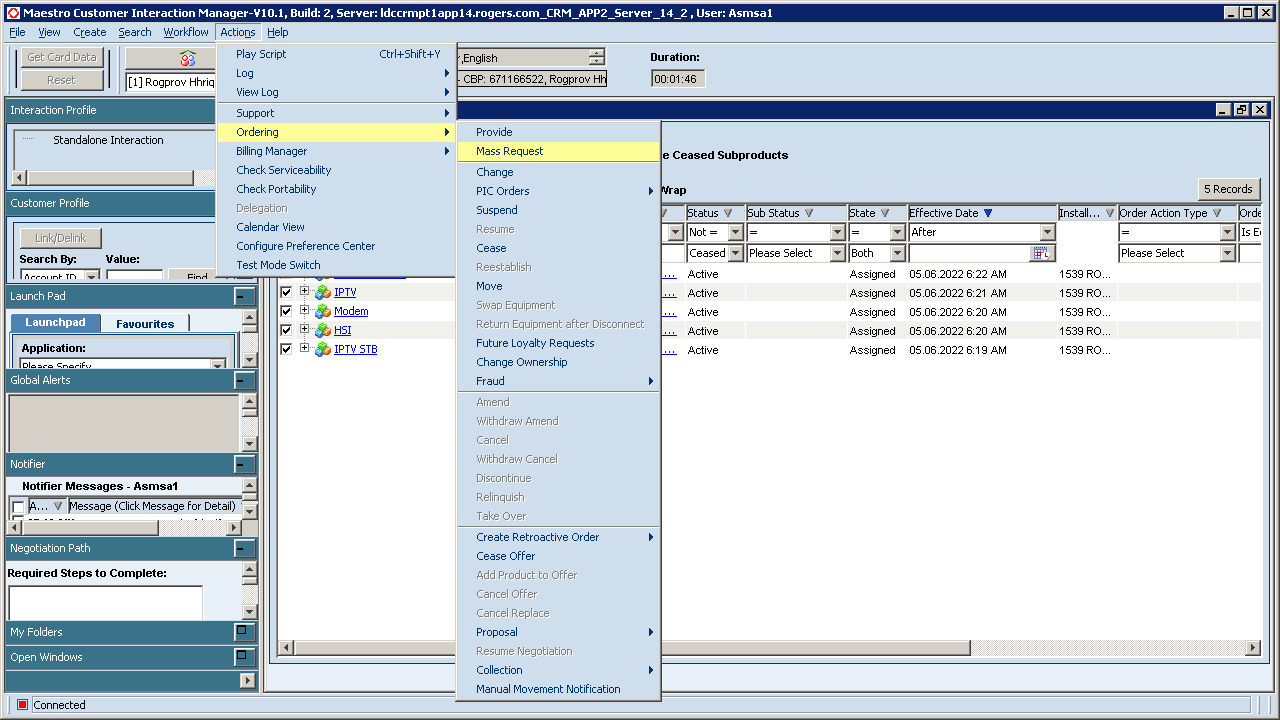 Maestro Customer Interaction Manager-V10.1, Build: 2, Server: ldccrmpt1app14.rogers.com_CRM_APP2_Server_14_2 , User: Asmsa1
File View Create Search Workflow Actions Help
Get Card Data
Reset
[1] Rogprov Hhriq
,English
- CBP: 671166522, Rogprov Hh
Duration:
00:01:46
Interaction Profile
Standalone Interaction
Customer Profile
Link/Delink
Search By: Value:
Account ID Find
Launch Pad
Launchpad Favourites
Application:
Please Specify
Global Alerts
Notifier
Notifier Messages - Asmsa1
A... Message (Click Message for Detail)
Negotiation Path
Required Steps to Complete:
My Folders
Open Windows
Connected
Play Script Ctrl+Shift+Y
Log
View Log
Support
Ordering
Billing Manager
Check Serviceability
Check Portability
Delegation
Calendar View
Configure Preference Center
Test Mode Switch
Provide
Mass Request
Change
PIC Orders
Suspend
Resume
Cease
Reestablish
Move
Swap Equipment
Return Equipment after Disconnect
Future Loyalty Requests
Change Ownership
Fraud
Amend
Withdraw Amend
Cancel
Withdraw Cancel
Discontinue
Relinquish
Take Over
Create Retroactive Order
Cease Offer
Add Product to Offer
Cancel Offer
Cancel Replace
Proposal
Resume Negotiation
Collection
Manual Movement Notification
e Ceased Subproducts
Wrap
5 Records
Status Sub Status State Effective Date Install... Order Action Type Orde
Not = = = After = Is E
Ceased Please Select Both Please Select
... Active Assigned 05.06.2022 6:22 AM 1539 RO...
IPTV ... Active Assigned 05.06.2022 6:21 AM 1539 RO...
Modem ... Active Assigned 05.06.2022 6:20 AM 1539 RO...
HSI ... Active Assigned 05.06.2022 6:20 AM 1539 RO...
IPTV STB ... Active Assigned 05.06.2022 6:19 AM 1539 RO...